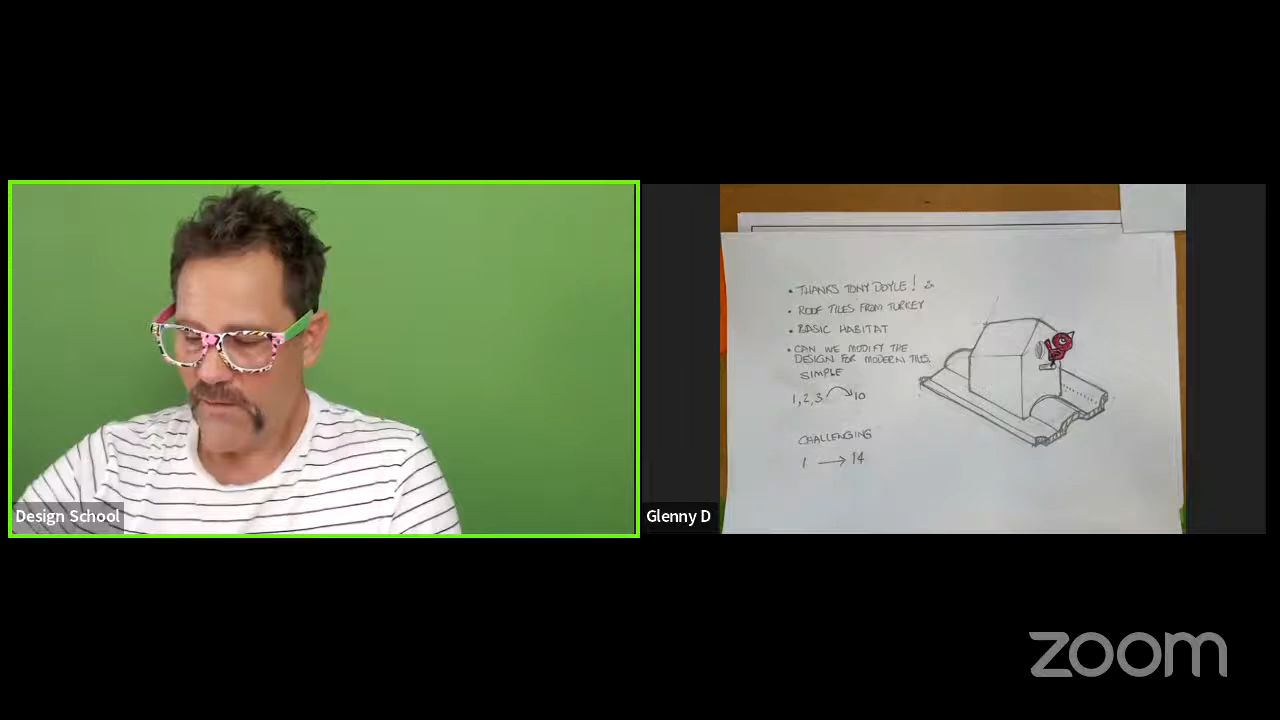 • THANKS TONY DOYLE!
• ROOF TILES FROM TURKEY
• BASIC HABITAT
• CAN WE MODIFY THE
DESIGN FOR MODERN TILES.
SIMPLE
1, 2, 3 10
CHALLENGING
1 → 14
Design School
Glenny D
zoom